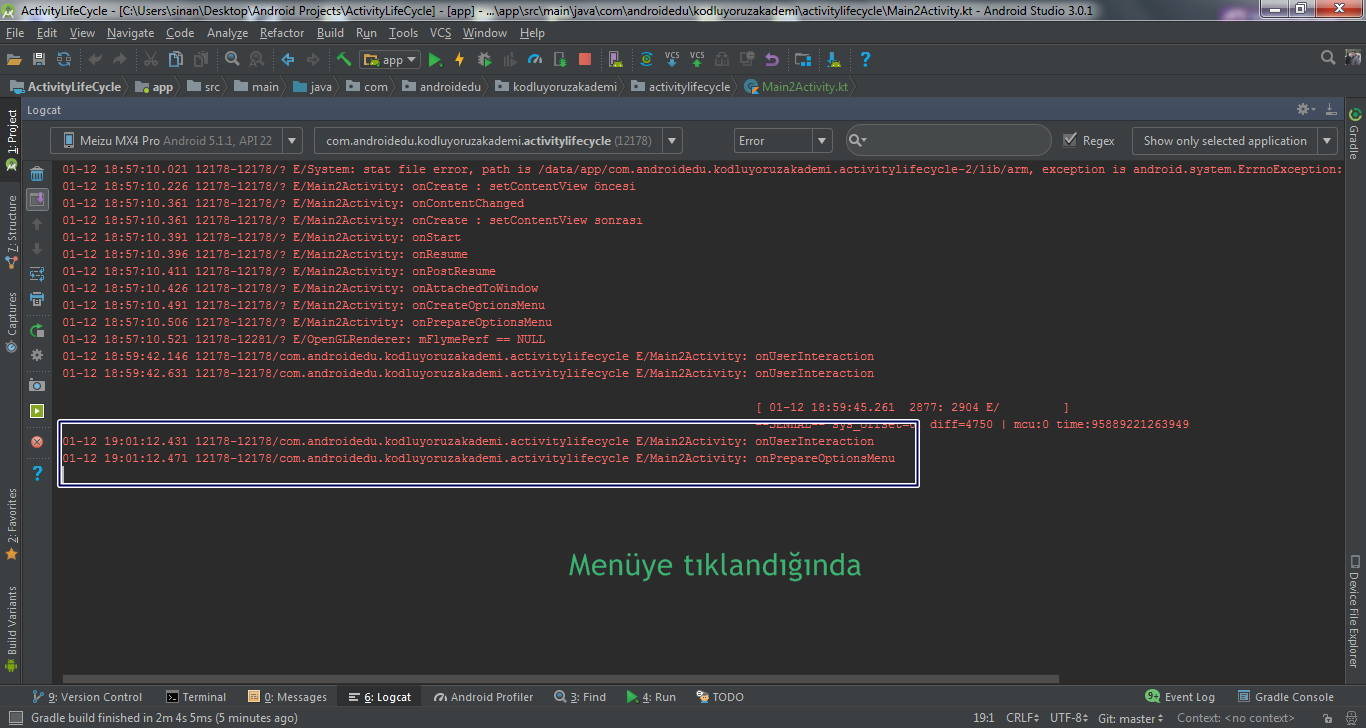 ActivityLifeCycle - [C:\Users\sinan\Desktop\Android Projects\ActivityLifeCycle] - [app] - ...\app\src\main\java\com\androidedu\kodluyoruzakademi\activitylifecycle\Main2Activity.kt - Android Studio 3.0.1
File Edit View Navigate Code Analyze Refactor Build Run Tools VCS Window Help
app VCS VCS ?
ActivityLifeCycle app src main java com androidedu kodluyoruzakademi activitylifecycle Main2Activity.kt
Logcat
Meizu MX4 Pro Android 5.1.1, API 22 com.androidedu.kodluyoruzakademi.activitylifecycle (12178) Error Regex Show only selected application
01-12 18:57:10.021 12178-12178/? E/System: stat file error, path is /data/app/com.androidedu.kodluyoruzakademi.activitylifecycle-2/lib/arm, exception is android.system.ErrnoException:
01-12 18:57:10.226 12178-12178/? E/Main2Activity: onCreate : setContentView öncesi
01-12 18:57:10.361 12178-12178/? E/Main2Activity: onContentChanged
01-12 18:57:10.361 12178-12178/? E/Main2Activity: onCreate : setContentView sonrası
01-12 18:57:10.391 12178-12178/? E/Main2Activity: onStart
01-12 18:57:10.396 12178-12178/? E/Main2Activity: onResume
01-12 18:57:10.411 12178-12178/? E/Main2Activity: onPostResume
01-12 18:57:10.426 12178-12178/? E/Main2Activity: onAttachedToWindow
01-12 18:57:10.491 12178-12178/? E/Main2Activity: onCreateOptionsMenu
01-12 18:57:10.506 12178-12178/? E/Main2Activity: onPrepareOptionsMenu
01-12 18:57:10.521 12178-12281/? E/OpenGLRenderer: mFlymePerf == NULL
01-12 18:59:42.146 12178-12178/com.androidedu.kodluyoruzakademi.activitylifecycle E/Main2Activity: onUserInteraction
01-12 18:59:42.631 12178-12178/com.androidedu.kodluyoruzakademi.activitylifecycle E/Main2Activity: onUserInteraction
[ 01-12 18:59:45.261 2877: 2904 E/ ]
diff=4750 | mcu:0 time:95889221263949
01-12 19:01:12.431 12178-12178/com.androidedu.kodluyoruzakademi.activitylifecycle E/Main2Activity: onUserInteraction
01-12 19:01:12.471 12178-12178/com.androidedu.kodluyoruzakademi.activitylifecycle E/Main2Activity: onPrepareOptionsMenu
Menüye tıklandığında
1: Project
7: Structure
Captures
2: Favorites
Build Variants
Gradle
Device File Explorer
9: Version Control Terminal 0: Messages 6: Logcat Android Profiler 3: Find 4: Run TODO 9+ Event Log Gradle Console
Gradle build finished in 2m 4s 5ms (5 minutes ago) 19:1 CRLF UTF-8 Git: master Context: <no context>